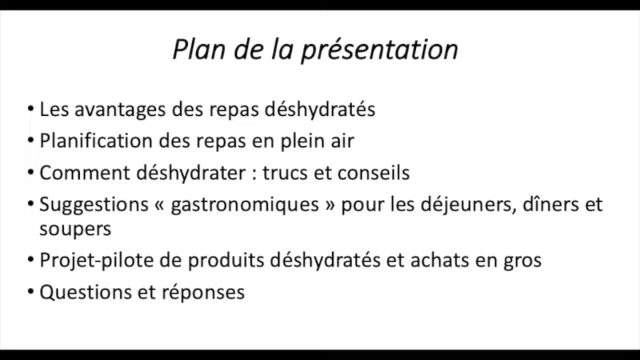 Plan de la présentation
• Les avantages des repas déshydratés
• Planification des repas en plein air
• Comment déshydrater : trucs et conseils
• Suggestions « gastronomiques » pour les déjeuners, dîners et
soupers
• Projet-pilote de produits déshydratés et achats en gros
• Questions et réponses